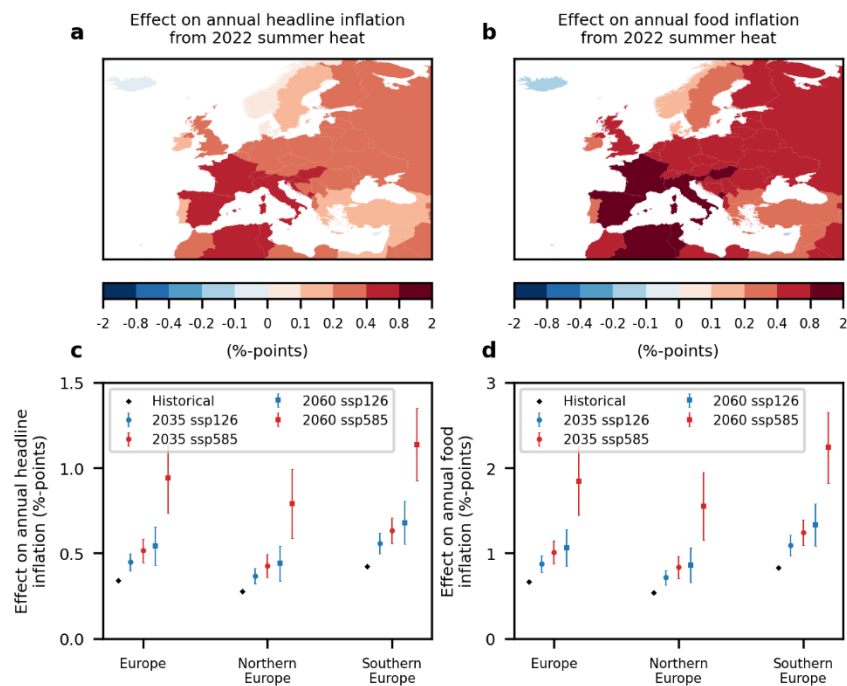 a
Effect on annual headline inflation
from 2022 summer heat
b
Effect on annual food inflation
from 2022 summer heat
-2 -0.8 -0.4 -0.2 -0.1 0 0.1 0.2 0.4 0.8 2
(%-points)
-2 -0.8 -0.4 -0.2 -0.1 0 0.1 0.2 0.4 0.8 2
(%-points)
c
Effect on annual headline
inflation (%-points)
1.5
1.0
0.5
0.0
Historical
2035 ssp126
2035 ssp585
2060 ssp126
2060 ssp585
Europe
Northern
Europe
Southern
Europe
d
Effect on annual food
inflation (%-points)
3
2
1
0
Historical
2035 ssp126
2035 ssp585
2060 ssp126
2060 ssp585
Europe
Northern
Europe
Southern
Europe